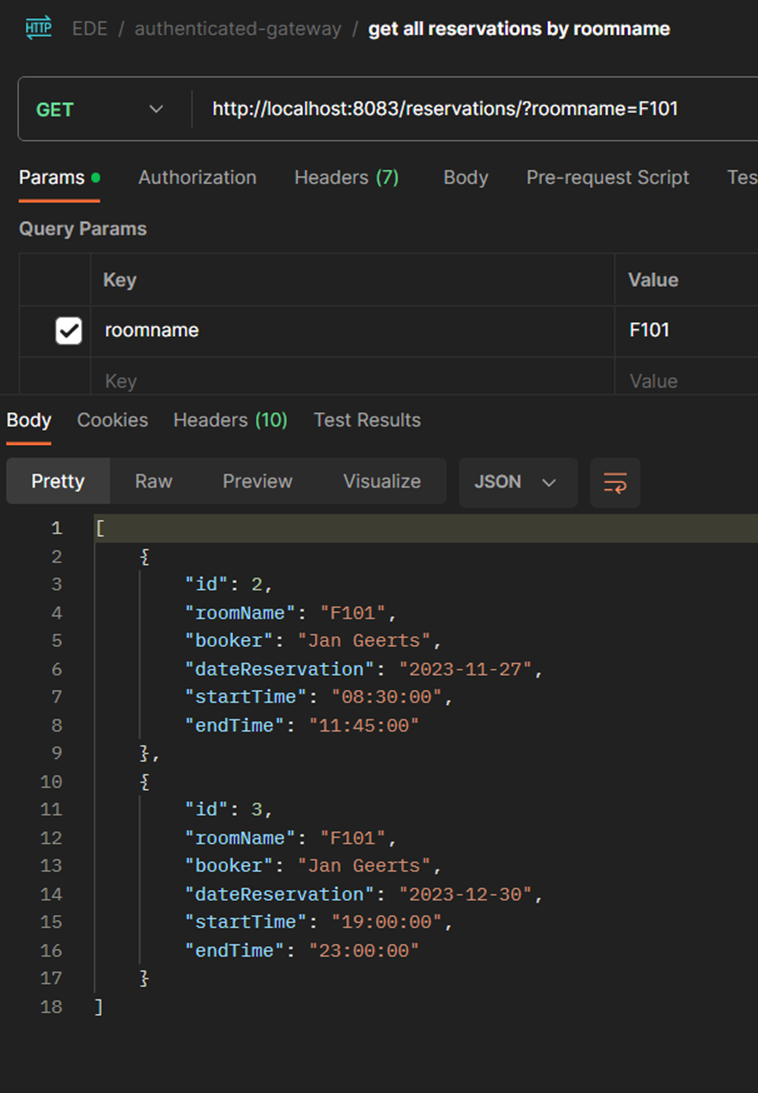 HTTP EDE / authenticated-gateway / get all reservations by roomname
GET http://localhost:8083/reservations/?roomname=F101
Params Authorization Headers (7) Body Pre-request Script Tes
Query Params
Key Value
roomname F101
Key Value
Body Cookies Headers (10) Test Results
Pretty Raw Preview Visualize JSON
1 [
2 {
3 "id": 2,
4 "roomName": "F101",
5 "booker": "Jan Geerts",
6 "dateReservation": "2023-11-27",
7 "startTime": "08:30:00",
8 "endTime": "11:45:00"
9 },
10 {
11 "id": 3,
12 "roomName": "F101",
13 "booker": "Jan Geerts",
14 "dateReservation": "2023-12-30",
15 "startTime": "19:00:00",
16 "endTime": "23:00:00"
17 }
18 ]